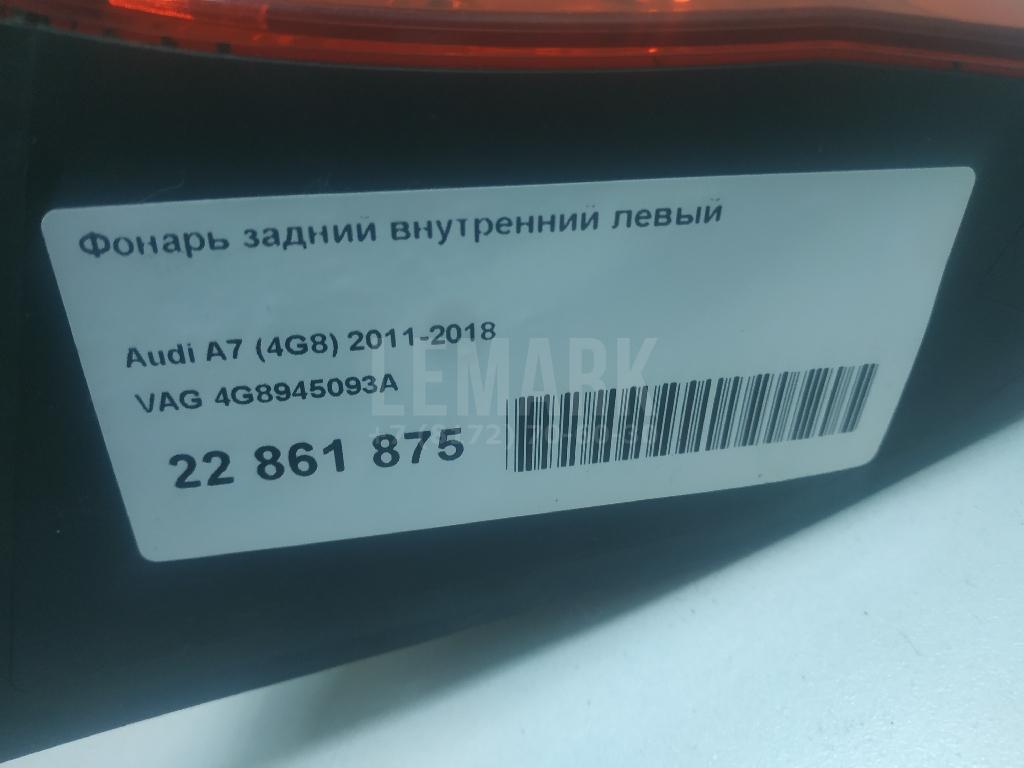 Фонарь задний внутренний левый
Audi A7 (4G8) 2011-2018
VAG 4G8945093A
LEMARK
22 861 875